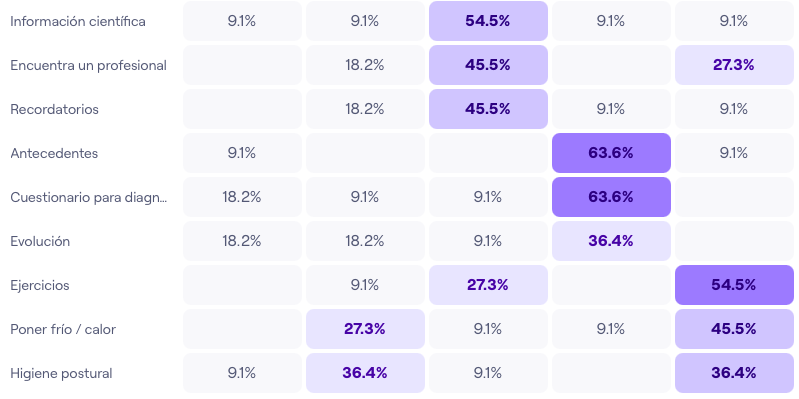 Información científica 9.1% 9.1% 54.5% 9.1% 9.1%
Encuentra un profesional 18.2% 45.5% 27.3%
Recordatorios 18.2% 45.5% 9.1% 9.1%
Antecedentes 9.1% 63.6% 9.1%
Cuestionario para diagn... 18.2% 9.1% 9.1% 63.6%
Evolución 18.2% 18.2% 9.1% 36.4%
Ejercicios 9.1% 27.3% 54.5%
Poner frío / calor 27.3% 9.1% 9.1% 45.5%
Higiene postural 9.1% 36.4% 9.1% 36.4%